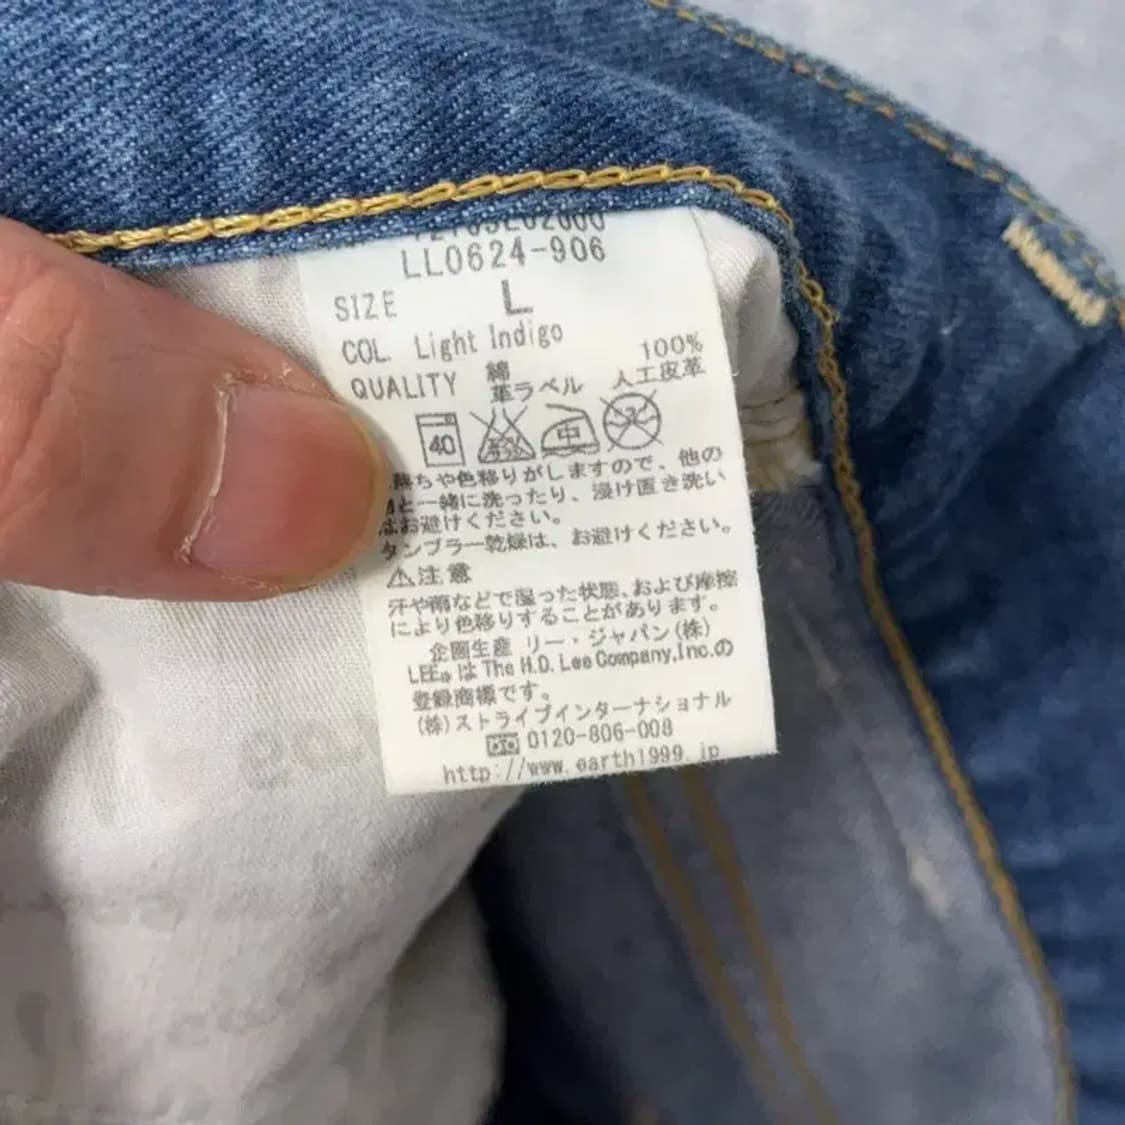 LL0624-906
SIZE L
COL. Light Indigo
QUALITY 綿 100%
革ラベル 人工皮革
40 中
落ちや色移りがしますので、他の
物と一緒に洗ったり、浸け置き洗い
はお避けください。
タンブラー乾燥は、お避けください。
⚠注意
汗や雨などで湿った状態、および摩擦
により色移りすることがあります。
企画生産 リー・ジャパン(株)
LEE®は The H.D. Lee Company,Inc.の
登録商標です。
(株)ストライプインターナショナル
0120-806-008
http://www.earth1999.jp